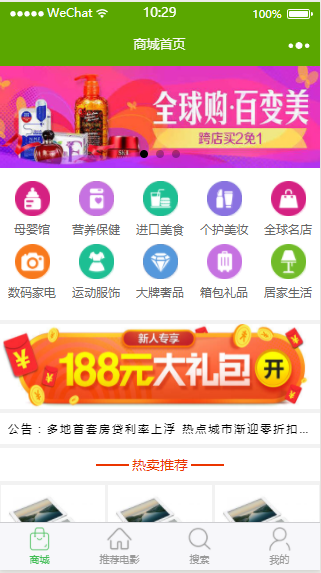 WeChat 10:29 100%
商城首页
全球购·百变美
跨店买2免1
母婴馆 营养保健 进口美食 个护美妆 全球名店
数码家电 运动服饰 大牌奢品 箱包礼品 居家生活
新人专享
¥ 188元大礼包 开 ¥
公告：多地首套房贷利率上浮 热点城市渐迎零折扣...
热卖推荐
商城 推荐电影 搜索 我的